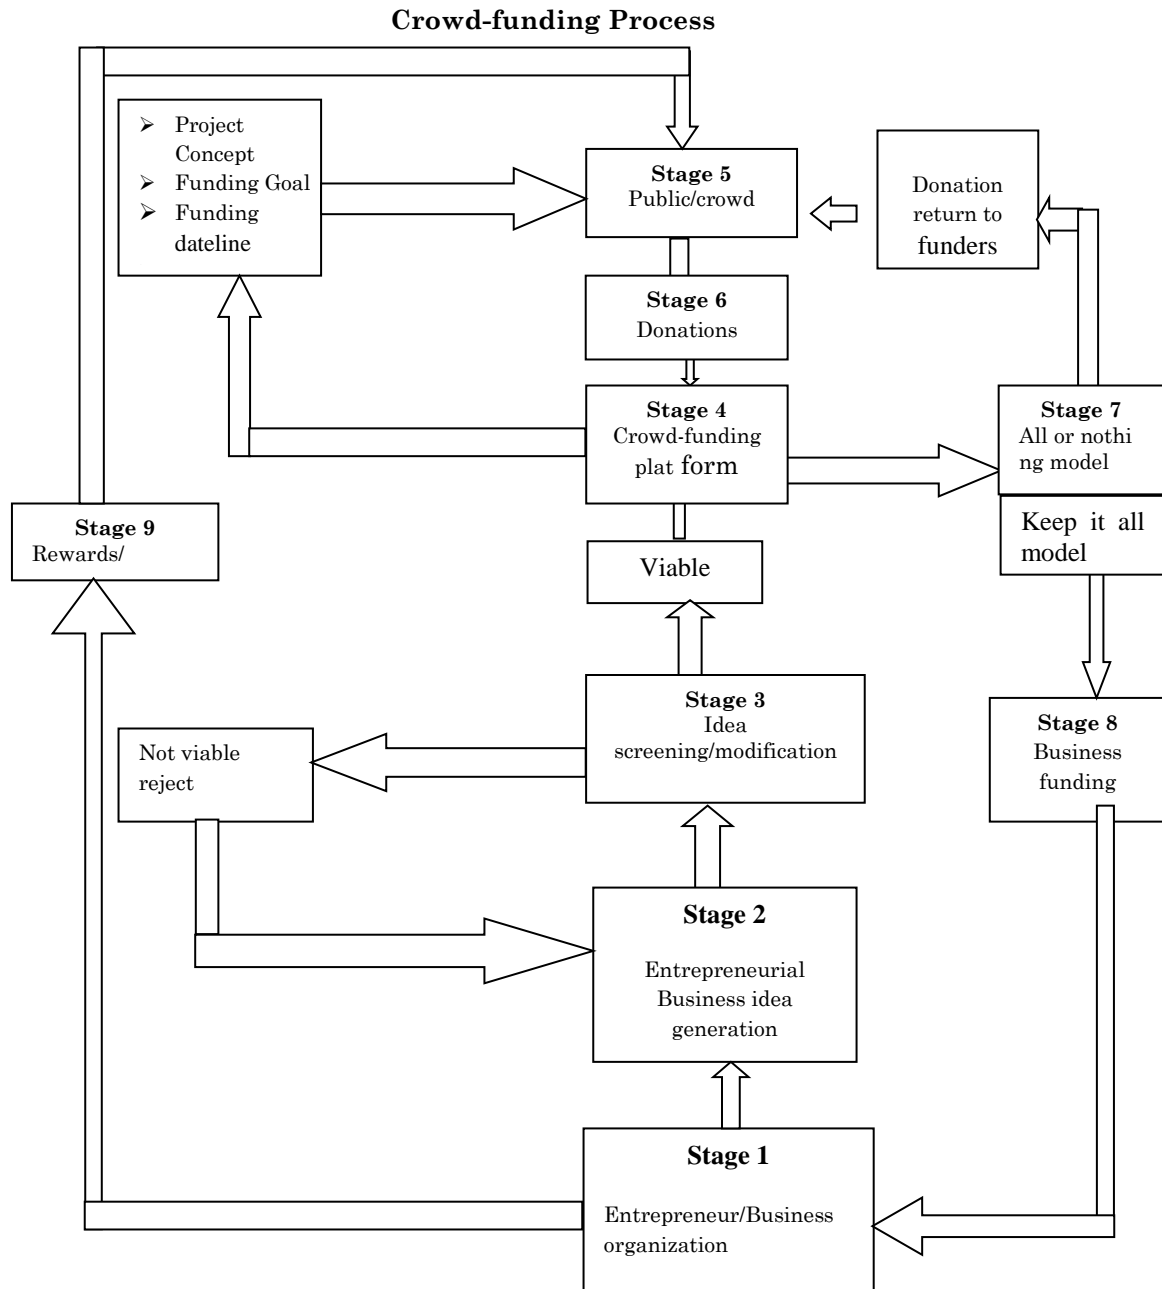 Crowd-funding Process
➢ Project
Concept
➢ Funding Goal
➢ Funding
dateline
Stage 5
Public/crowd
Donation
return to
funders
Stage 6
Donations
Stage 4
Crowd-funding
plat form
Stage 7
All or nothi
ng model
Keep it all
model
Stage 9
Rewards/
Viable
Stage 3
Idea
screening/modification
Not viable
reject
Stage 8
Business
funding
Stage 2
Entrepreneurial
Business idea
generation
Stage 1
Entrepreneur/Business
organization